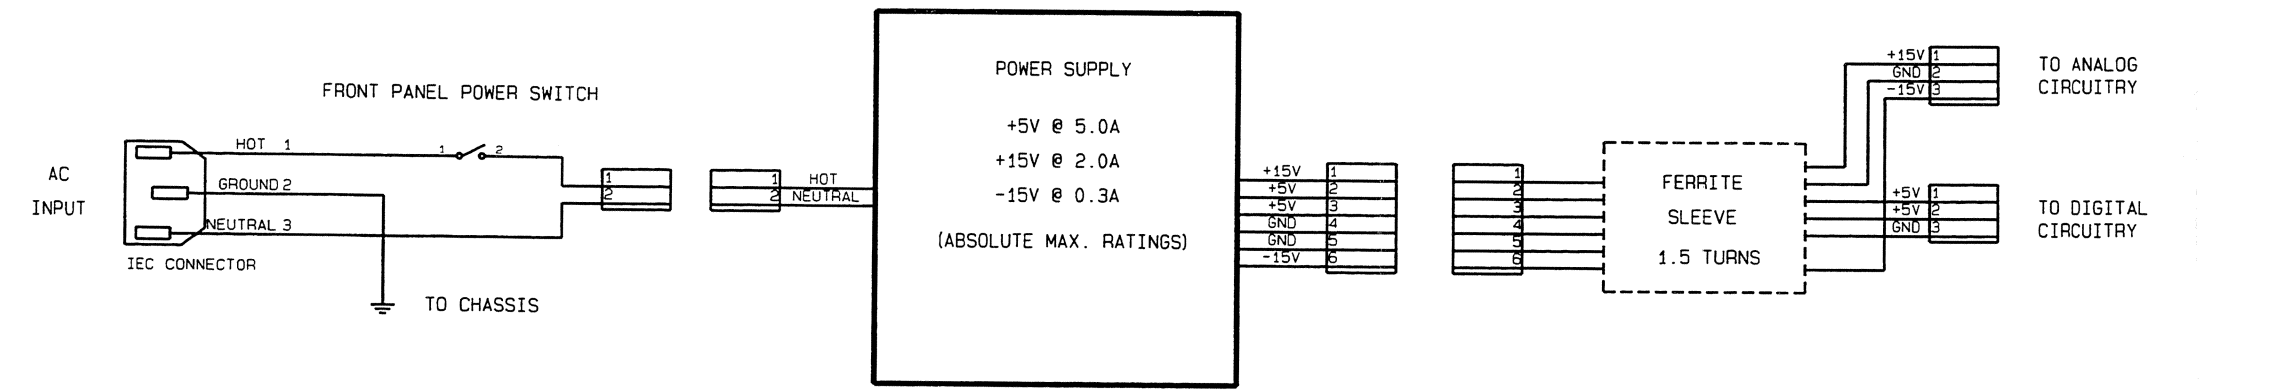 AC
INPUT
HOT 1
GROUND 2
NEUTRAL 3
IEC CONNECTOR
FRONT PANEL POWER SWITCH
1 2
TO CHASSIS
1
2
1 HOT
2 NEUTRAL
POWER SUPPLY
+5V @ 5.0A
+15V @ 2.0A
-15V @ 0.3A
(ABSOLUTE MAX. RATINGS)
+15V 1
+5V 2
+5V 3
GND 4
GND 5
-15V 6
1
2
3
4
5
6
FERRITE
SLEEVE
1.5 TURNS
+15V 1
GND 2
-15V 3
TO ANALOG
CIRCUITRY
+5V 1
+5V 2
GND 3
TO DIGITAL
CIRCUITRY